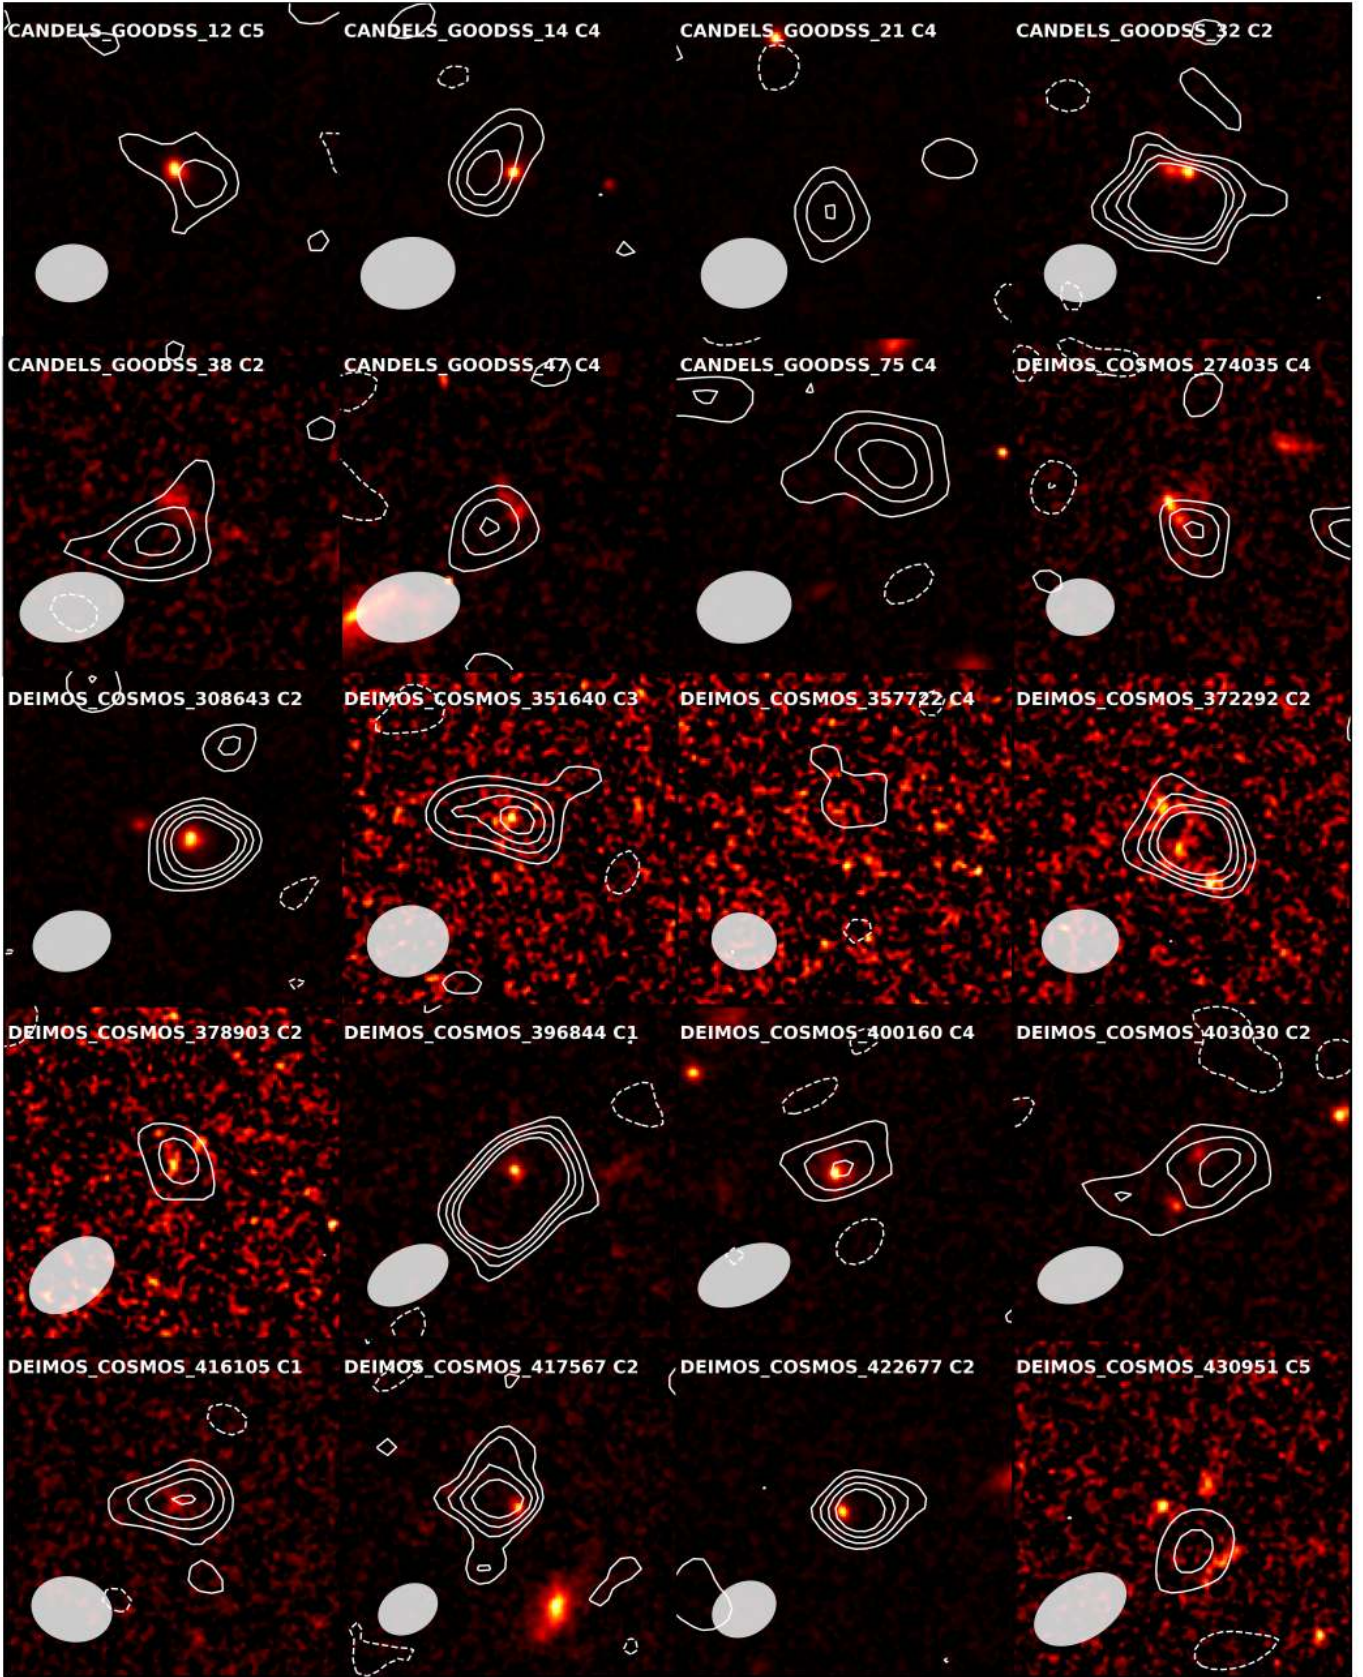 CANDELS_GOODSS_12 C5
CANDELS_GOODSS_14 C4
CANDELS_GOODSS_21 C4
CANDELS_GOODSS_32 C2
CANDELS_GOODSS_38 C2
CANDELS_GOODSS_47 C4
CANDELS_GOODSS_75 C4
DEIMOS_COSMOS_274035 C4
DEIMOS_COSMOS_308643 C2
DEIMOS_COSMOS_351640 C3
DEIMOS_COSMOS_357722 C4
DEIMOS_COSMOS_372292 C2
DEIMOS_COSMOS_378903 C2
DEIMOS_COSMOS_396844 C1
DEIMOS_COSMOS_400160 C4
DEIMOS_COSMOS_403030 C2
DEIMOS_COSMOS_416105 C1
DEIMOS_COSMOS_417567 C2
DEIMOS_COSMOS_422677 C2
DEIMOS_COSMOS_430951 C5